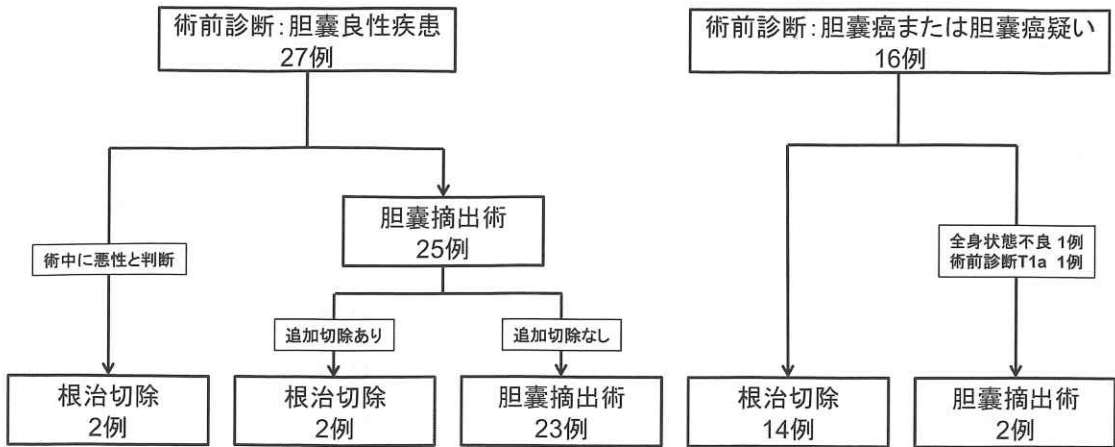 術前診断：胆嚢良性疾患
27例
術前診断：胆嚢癌または胆嚢癌疑い
16例
胆嚢摘出術
25例
術中に悪性と判断
全身状態不良 1例
術前診断T1a 1例
追加切除あり
追加切除なし
根治切除
2例
根治切除
2例
胆嚢摘出術
23例
根治切除
14例
胆嚢摘出術
2例